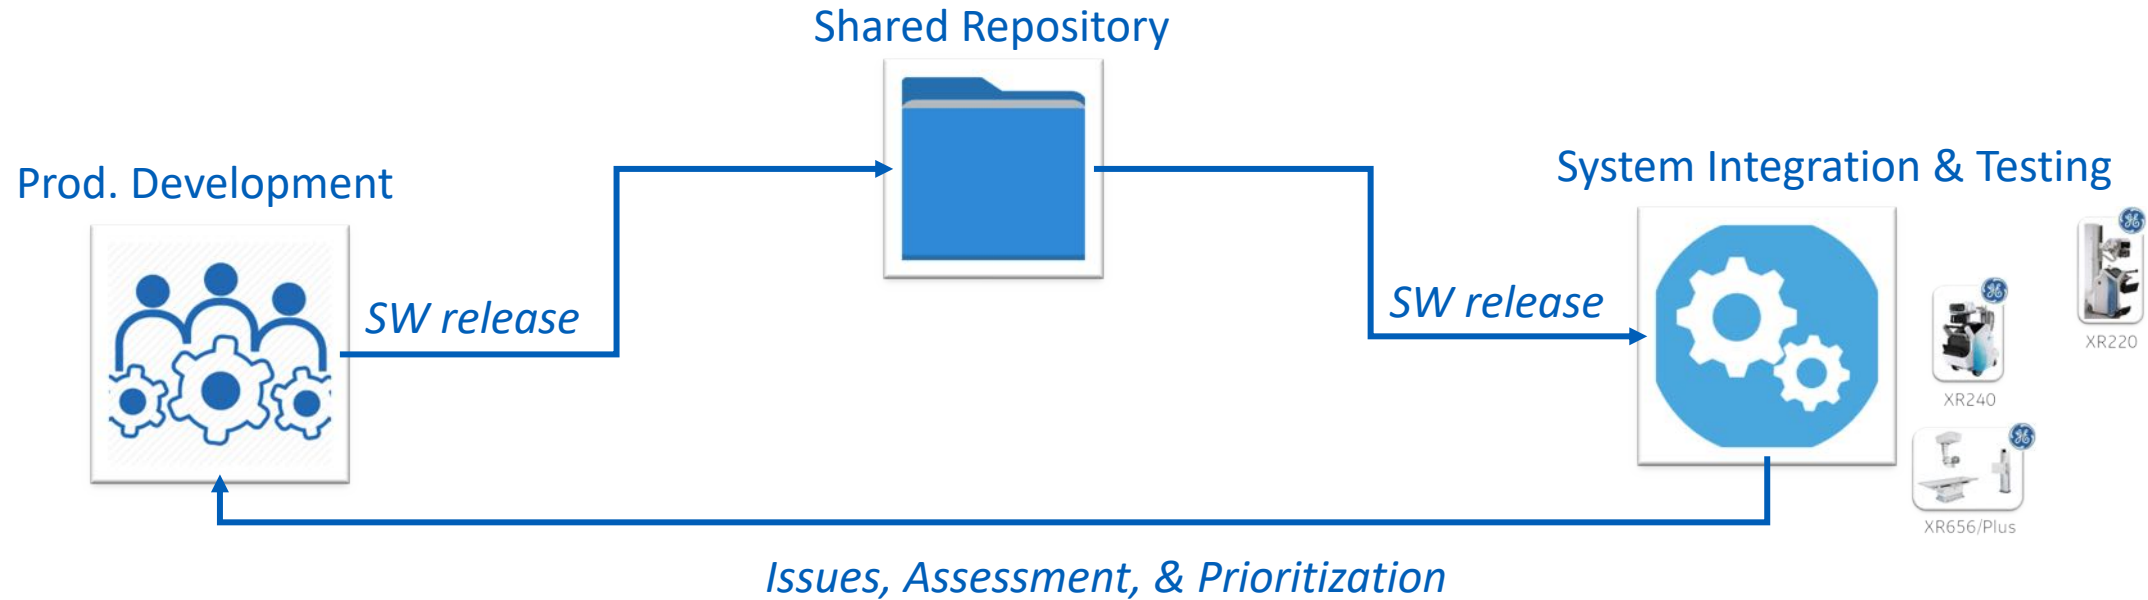 Shared Repository
Prod. Development
System Integration & Testing
SW release
SW release
XR220
XR240
XR656/Plus
Issues, Assessment, & Prioritization